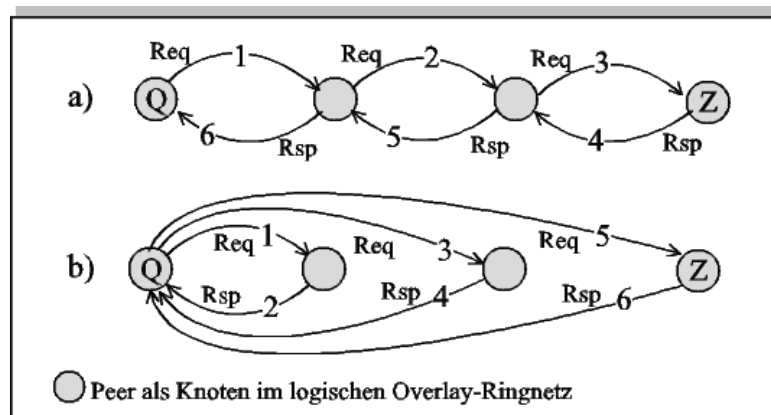 Req 1 Req 2 Req 3
a) Q Z
6 Rsp 5 Rsp 4 Rsp
Req 1 Req 3 Req 5
b) Q Z
Rsp 2 Rsp 4 Rsp 6
Peer als Knoten im logischen Overlay-Ringnetz